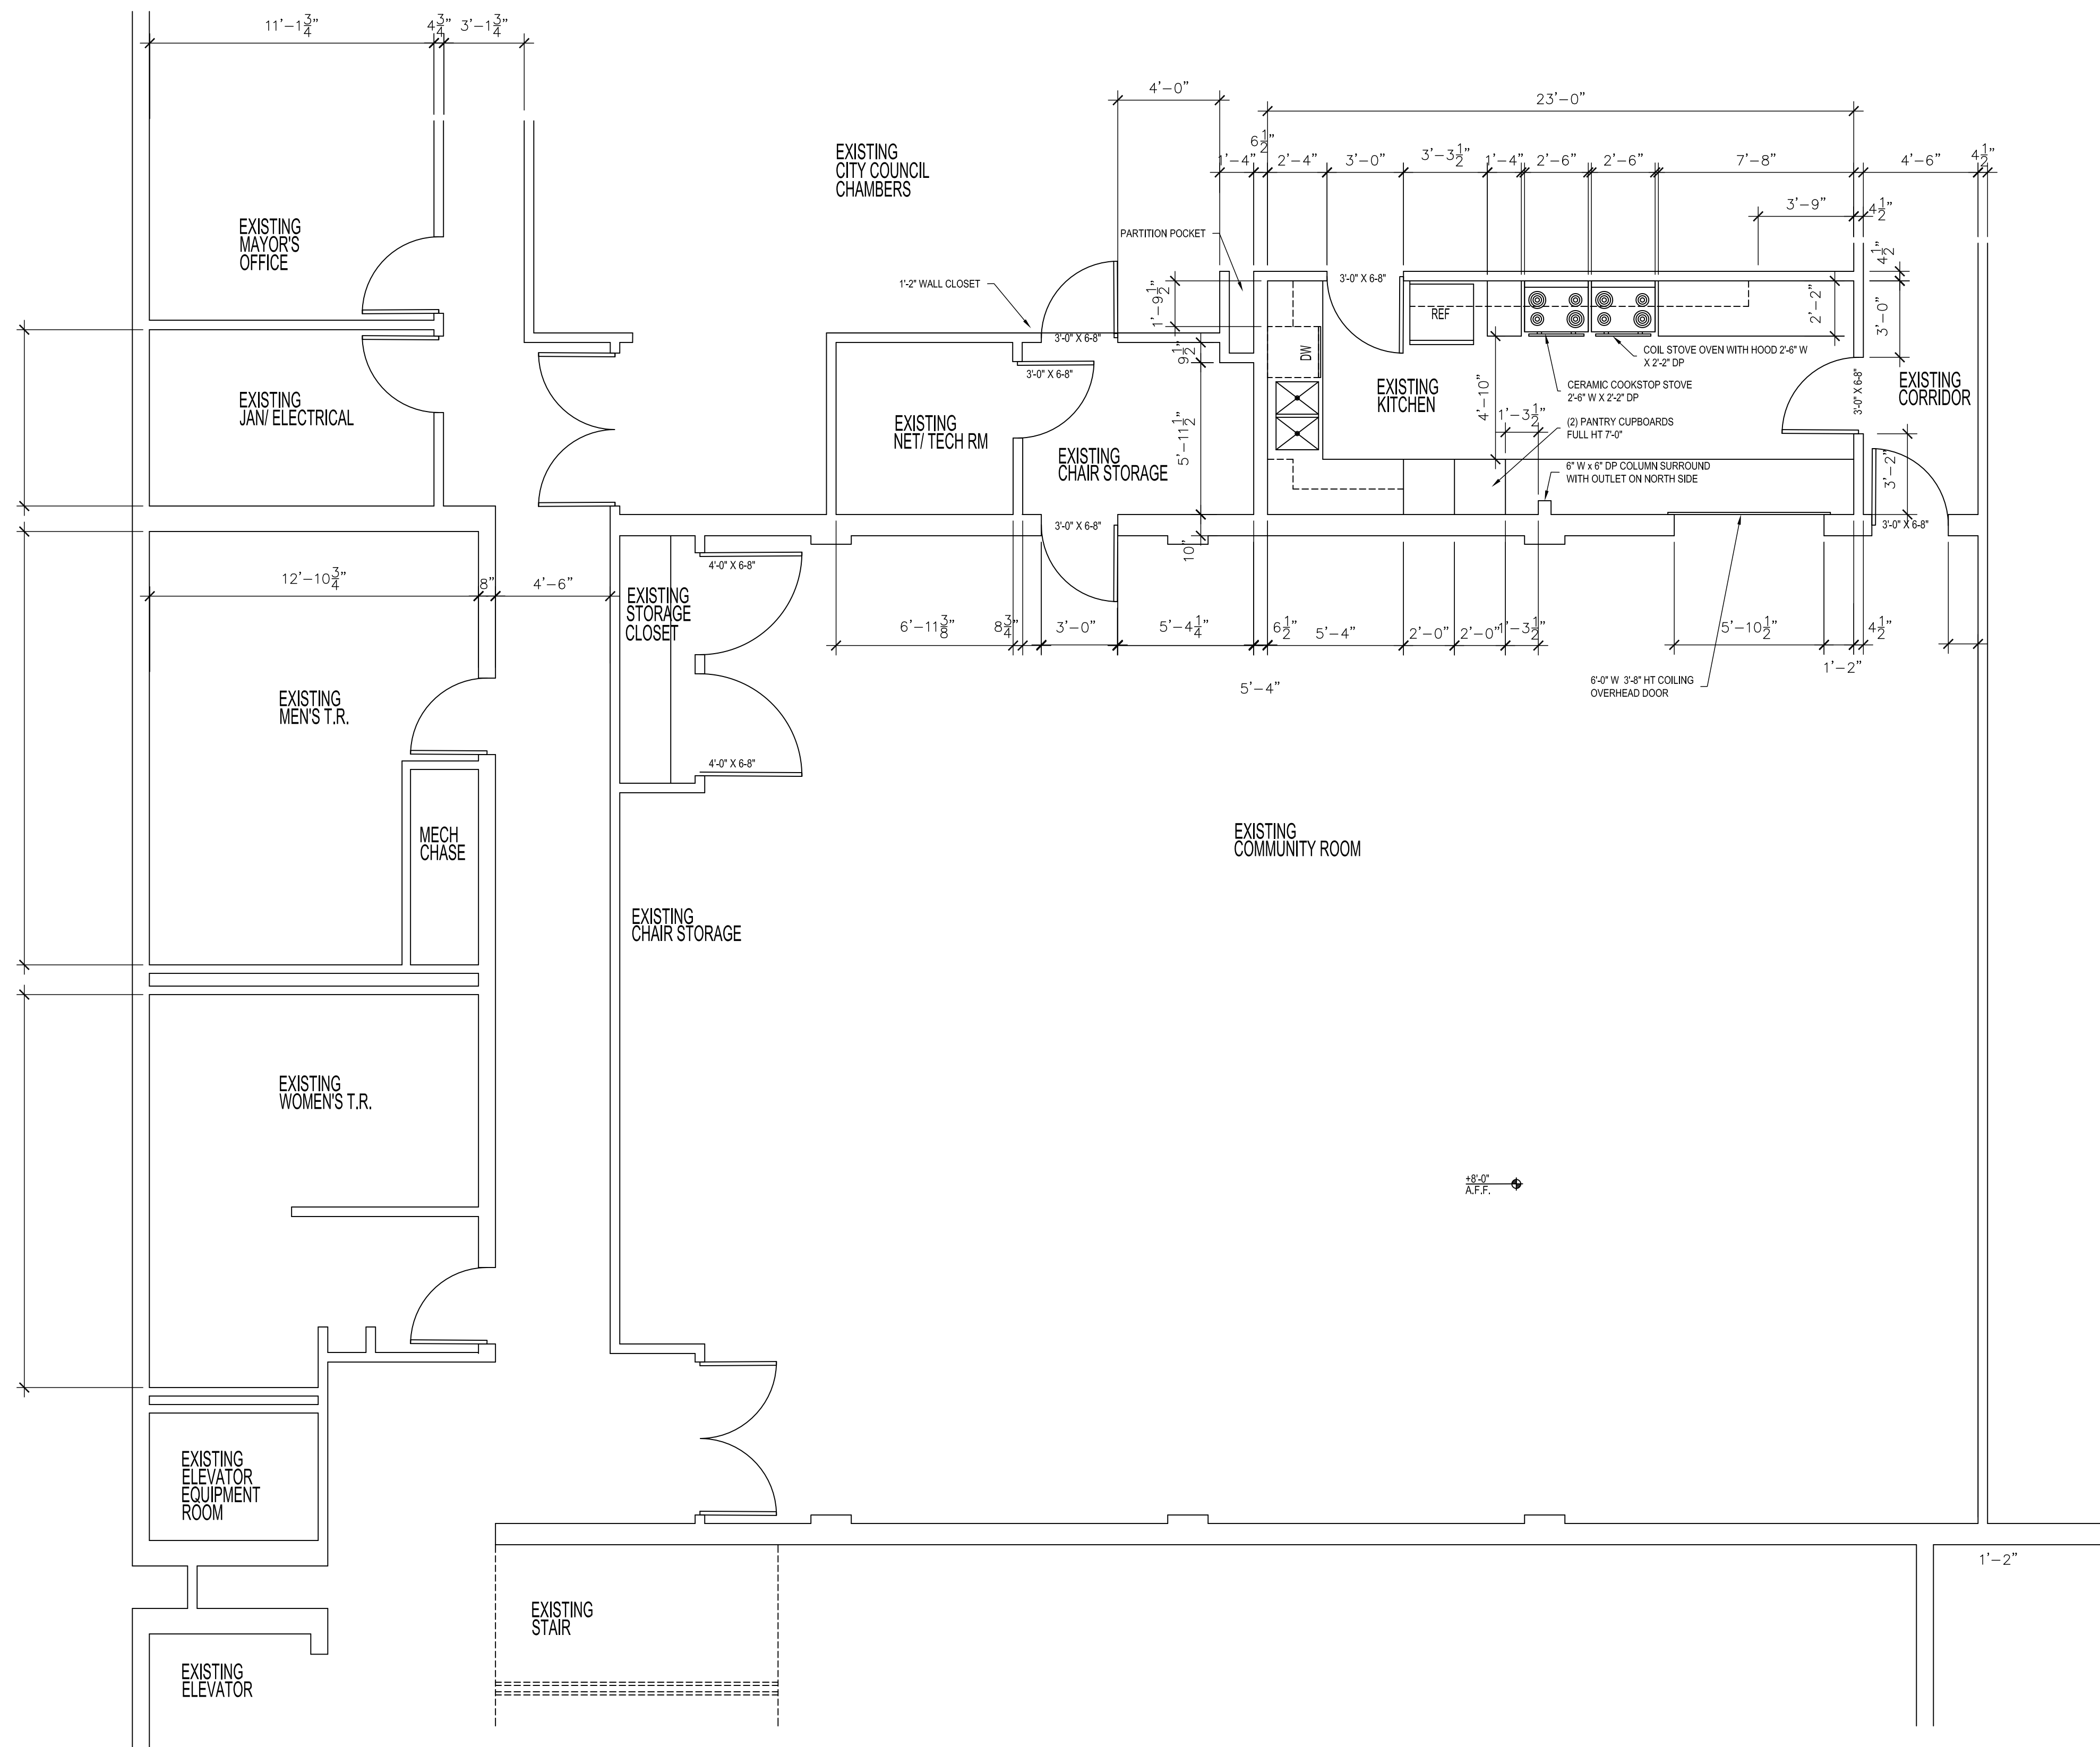 11'-1 3/4"
4 3/4"
3'-1 3/4"
4'-0"
23'-0"
6 1/2"
1'-4"
2'-4"
3'-0"
3'-3 1/2"
1'-4"
2'-6"
2'-6"
7'-8"
4'-6"
4 1/2"
3'-9"
4 1/2"
4 1/2"
EXISTING
CITY COUNCIL
CHAMBERS
EXISTING
MAYOR'S
OFFICE
PARTITION POCKET
1'-2" WALL CLOSET
1'-9 1/2"
3'-0" X 6-8"
REF
2'-2"
3'-0"
3'-0" X 6-8"
9 1/2"
DW
COIL STOVE OVEN WITH HOOD 2'-6" W
X 2'-2" DP
3'-0" X 6-8"
EXISTING
KITCHEN
4'-10"
1'-3 1/2"
CERAMIC COOKSTOP STOVE
2'-6" W X 2'-2" DP
3'-0" X 6-8"
EXISTING
CORRIDOR
EXISTING
JAN/ ELECTRICAL
EXISTING
NET/ TECH RM
EXISTING
CHAIR STORAGE
5'-11 1/2"
(2) PANTRY CUPBOARDS
FULL HT 7'-0"
6" W x 6" DP COLUMN SURROUND
WITH OUTLET ON NORTH SIDE
3'-2"
3'-0" X 6-8"
3'-0" X 6-8"
10"
12'-10 3/4"
8"
4'-6"
4'-0" X 6-8"
EXISTING
STORAGE
CLOSET
6'-11 3/8"
8 3/4"
3'-0"
5'-4 1/4"
6 1/2"
5'-4"
2'-0"
2'-0"
1'-3 1/2"
5'-10 1/2"
4 1/2"
1'-2"
5'-4"
6'-0" W 3'-8" HT COILING
OVERHEAD DOOR
EXISTING
MEN'S T.R.
4'-0" X 6-8"
MECH
CHASE
EXISTING
COMMUNITY ROOM
EXISTING
CHAIR STORAGE
EXISTING
WOMEN'S T.R.
+8'-0"
A.F.F.
EXISTING
ELEVATOR
EQUIPMENT
ROOM
1'-2"
EXISTING
STAIR
EXISTING
ELEVATOR